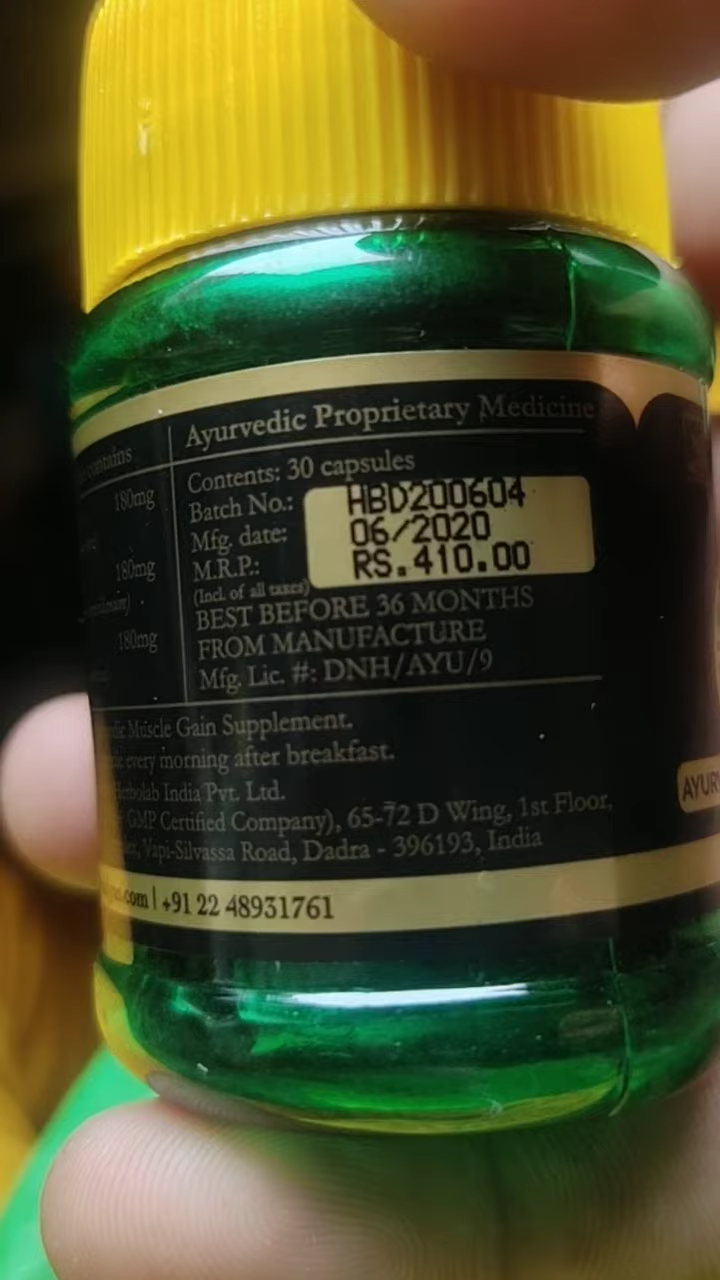 contains
180mg
180mg
180mg
Ayurvedic Proprietary Medicine
Contents: 30 capsules
Batch No.: HBD200604
Mfg. date: 06/2020
M.R.P.: RS.410.00
(Incl. of all taxes)
BEST BEFORE 36 MONTHS
FROM MANUFACTURE
Mfg. Lic. #: DNH/AYU/9
Muscle Gain Supplement.
every morning after breakfast.
Herbolab India Pvt. Ltd.
GMP Certified Company), 65-72 D Wing, 1st Floor,
Vapi-Silvassa Road, Dadra - 396193, India
.com | +91 22 48931761